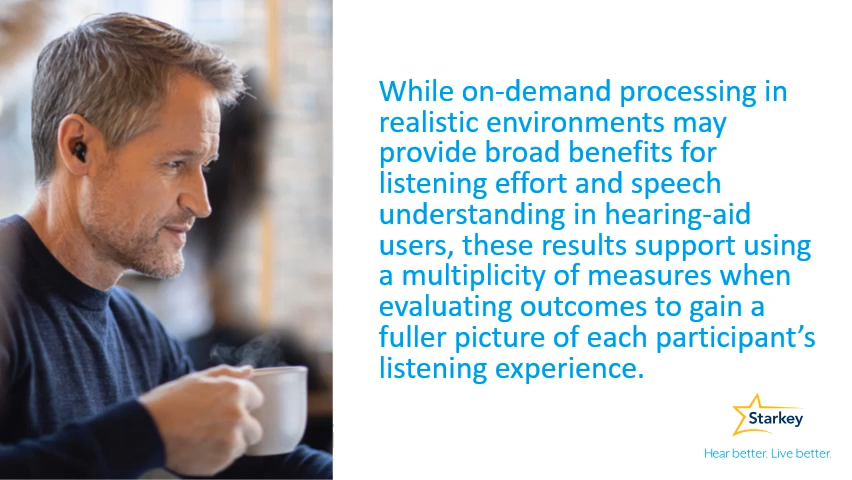 While on-demand processing in
realistic environments may
provide broad benefits for
listening effort and speech
understanding in hearing-aid
users, these results support using
a multiplicity of measures when
evaluating outcomes to gain a
fuller picture of each participant’s
listening experience.
Starkey
Hear better. Live better.